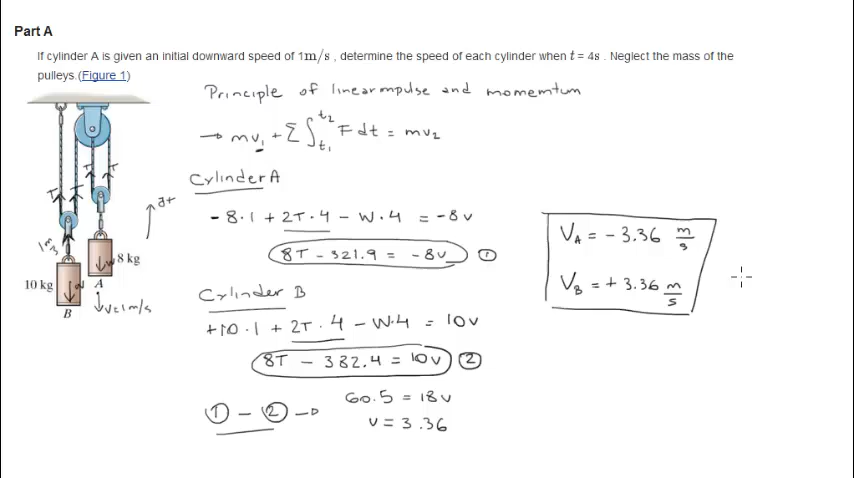 Part A
If cylinder A is given an initial downward speed of 1m/s , determine the speed of each cylinder when t = 4s . Neglect the mass of the
pulleys.(Figure 1)
Principle of linear mpulse and momentum
→ mv₁ + Σ ∫ₜ₁ᵗ² Fdt = mv₂
Cylinder A
-8·1 + 2T·4 - W·4 = -8v
8T - 321.9 = -8v ①
Cylinder B
+10·1 + 2T·4 - W·4 = 10v
8T - 382.4 = 10v ②
① - ② → 60.5 = 18v
v = 3.36
V_A = - 3.36 m/s
V_B = + 3.36 m/s
T T T T
a+
1m/s
w 8 kg
10 kg A
B
v=1m/s